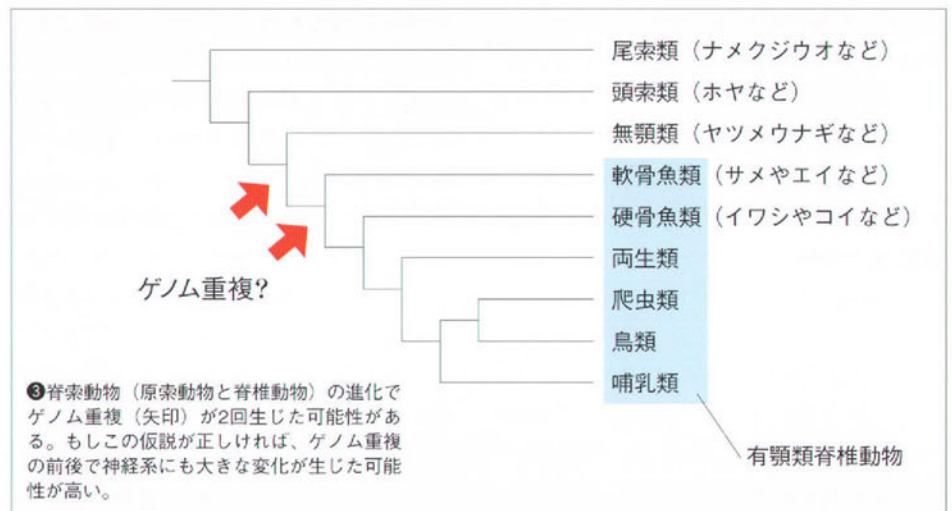 尾索類（ナメクジウオなど）
頭索類（ホヤなど）
無顎類（ヤツメウナギなど）
軟骨魚類（サメやエイなど）
硬骨魚類（イワシやコイなど）
両生類
爬虫類
鳥類
哺乳類
ゲノム重複?
有顎類脊椎動物
❸脊索動物（原索動物と脊椎動物）の進化で
ゲノム重複（矢印）が2回生じた可能性があ
る。もしこの仮説が正しければ、ゲノム重複
の前後で神経系にも大きな変化が生じた可能
性が高い。